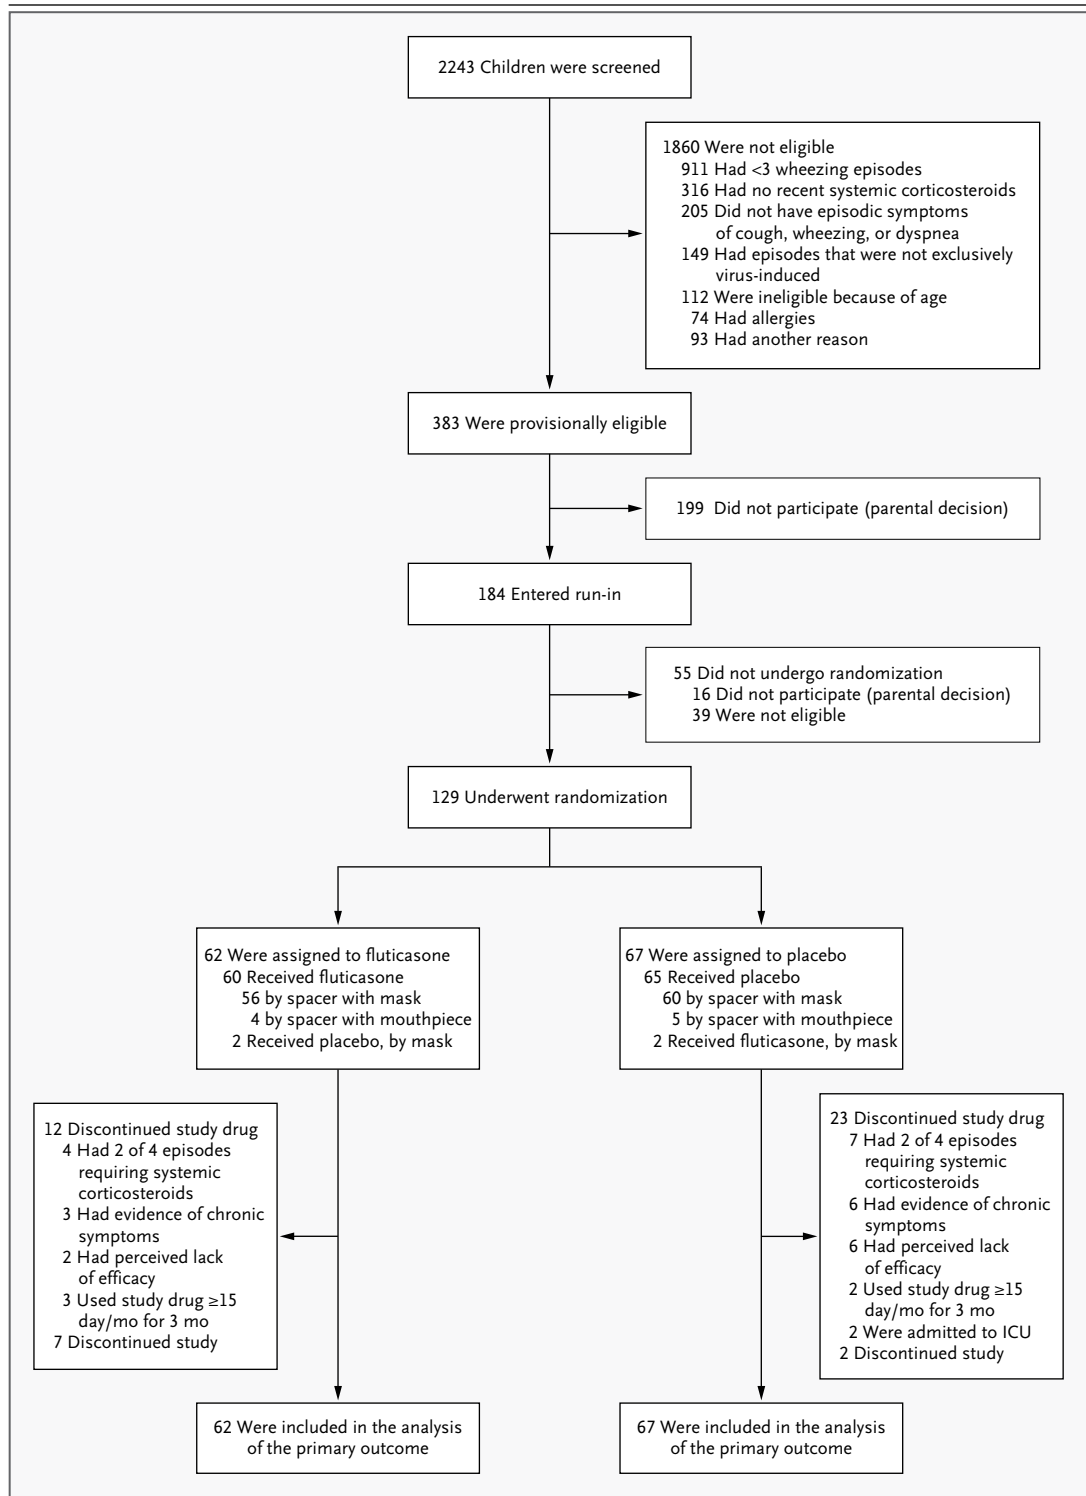 2243 Children were screened
1860 Were not eligible
911 Had <3 wheezing episodes
316 Had no recent systemic corticosteroids
205 Did not have episodic symptoms
of cough, wheezing, or dyspnea
149 Had episodes that were not exclusively
virus-induced
112 Were ineligible because of age
74 Had allergies
93 Had another reason
383 Were provisionally eligible
199 Did not participate (parental decision)
184 Entered run-in
55 Did not undergo randomization
16 Did not participate (parental decision)
39 Were not eligible
129 Underwent randomization
62 Were assigned to fluticasone
60 Received fluticasone
56 by spacer with mask
4 by spacer with mouthpiece
2 Received placebo, by mask
67 Were assigned to placebo
65 Received placebo
60 by spacer with mask
5 by spacer with mouthpiece
2 Received fluticasone, by mask
12 Discontinued study drug
4 Had 2 of 4 episodes
requiring systemic
corticosteroids
3 Had evidence of chronic
symptoms
2 Had perceived lack
of efficacy
3 Used study drug ≥15
day/mo for 3 mo
7 Discontinued study
23 Discontinued study drug
7 Had 2 of 4 episodes
requiring systemic
corticosteroids
6 Had evidence of chronic
symptoms
6 Had perceived lack
of efficacy
2 Used study drug ≥15
day/mo for 3 mo
2 Were admitted to ICU
2 Discontinued study
62 Were included in the analysis
of the primary outcome
67 Were included in the analysis
of the primary outcome